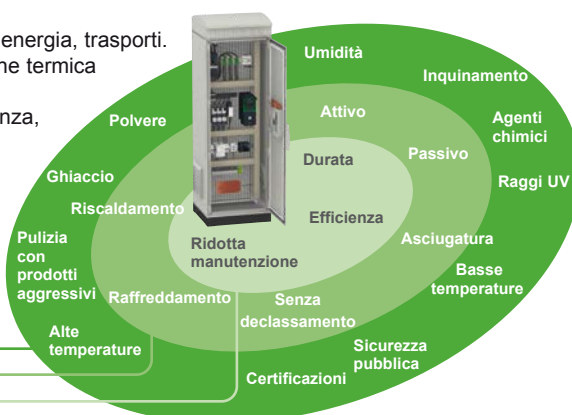 energia, trasporti.
ne termica
nza,
Umidità
Inquinamento
Polvere
Attivo
Agenti
chimici
Durata
Passivo
Ghiaccio
Raggi UV
Riscaldamento
Efficienza
Pulizia
con
prodotti
aggressivi
Ridotta
manutenzione
Asciugatura
Basse
temperature
Raffreddamento
Senza
declassamento
Alte
temperature
Sicurezza
pubblica
Certificazioni